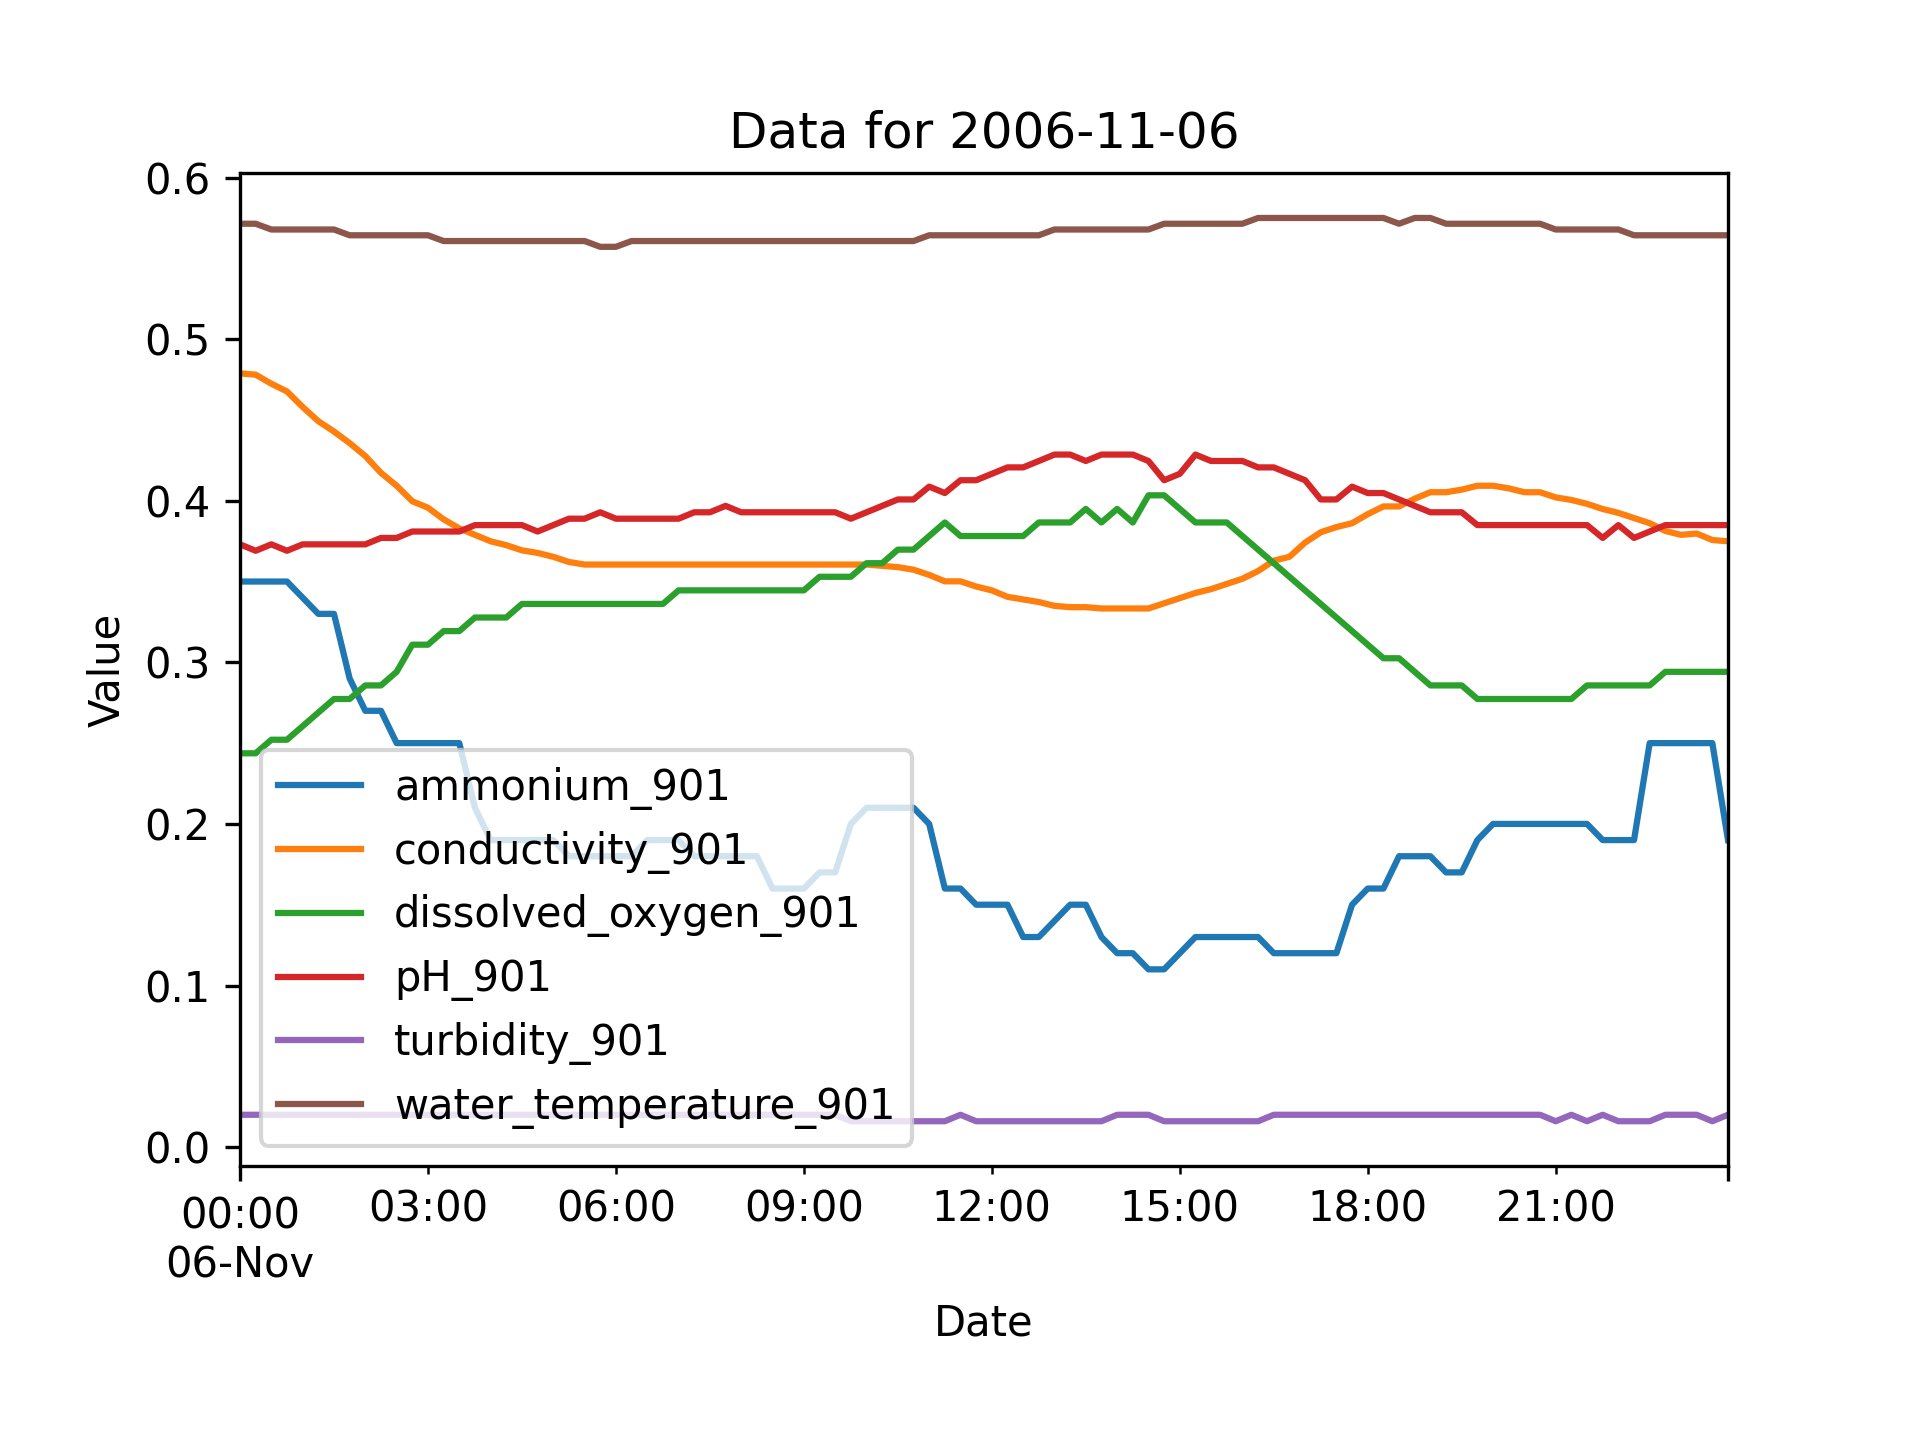 Data for 2006-11-06
0.6
0.5
0.4
0.3
0.2
0.1
0.0
Value
ammonium_901
conductivity_901
dissolved_oxygen_901
pH_901
turbidity_901
water_temperature_901
00:00 03:00 06:00 09:00 12:00 15:00 18:00 21:00
06-Nov
Date